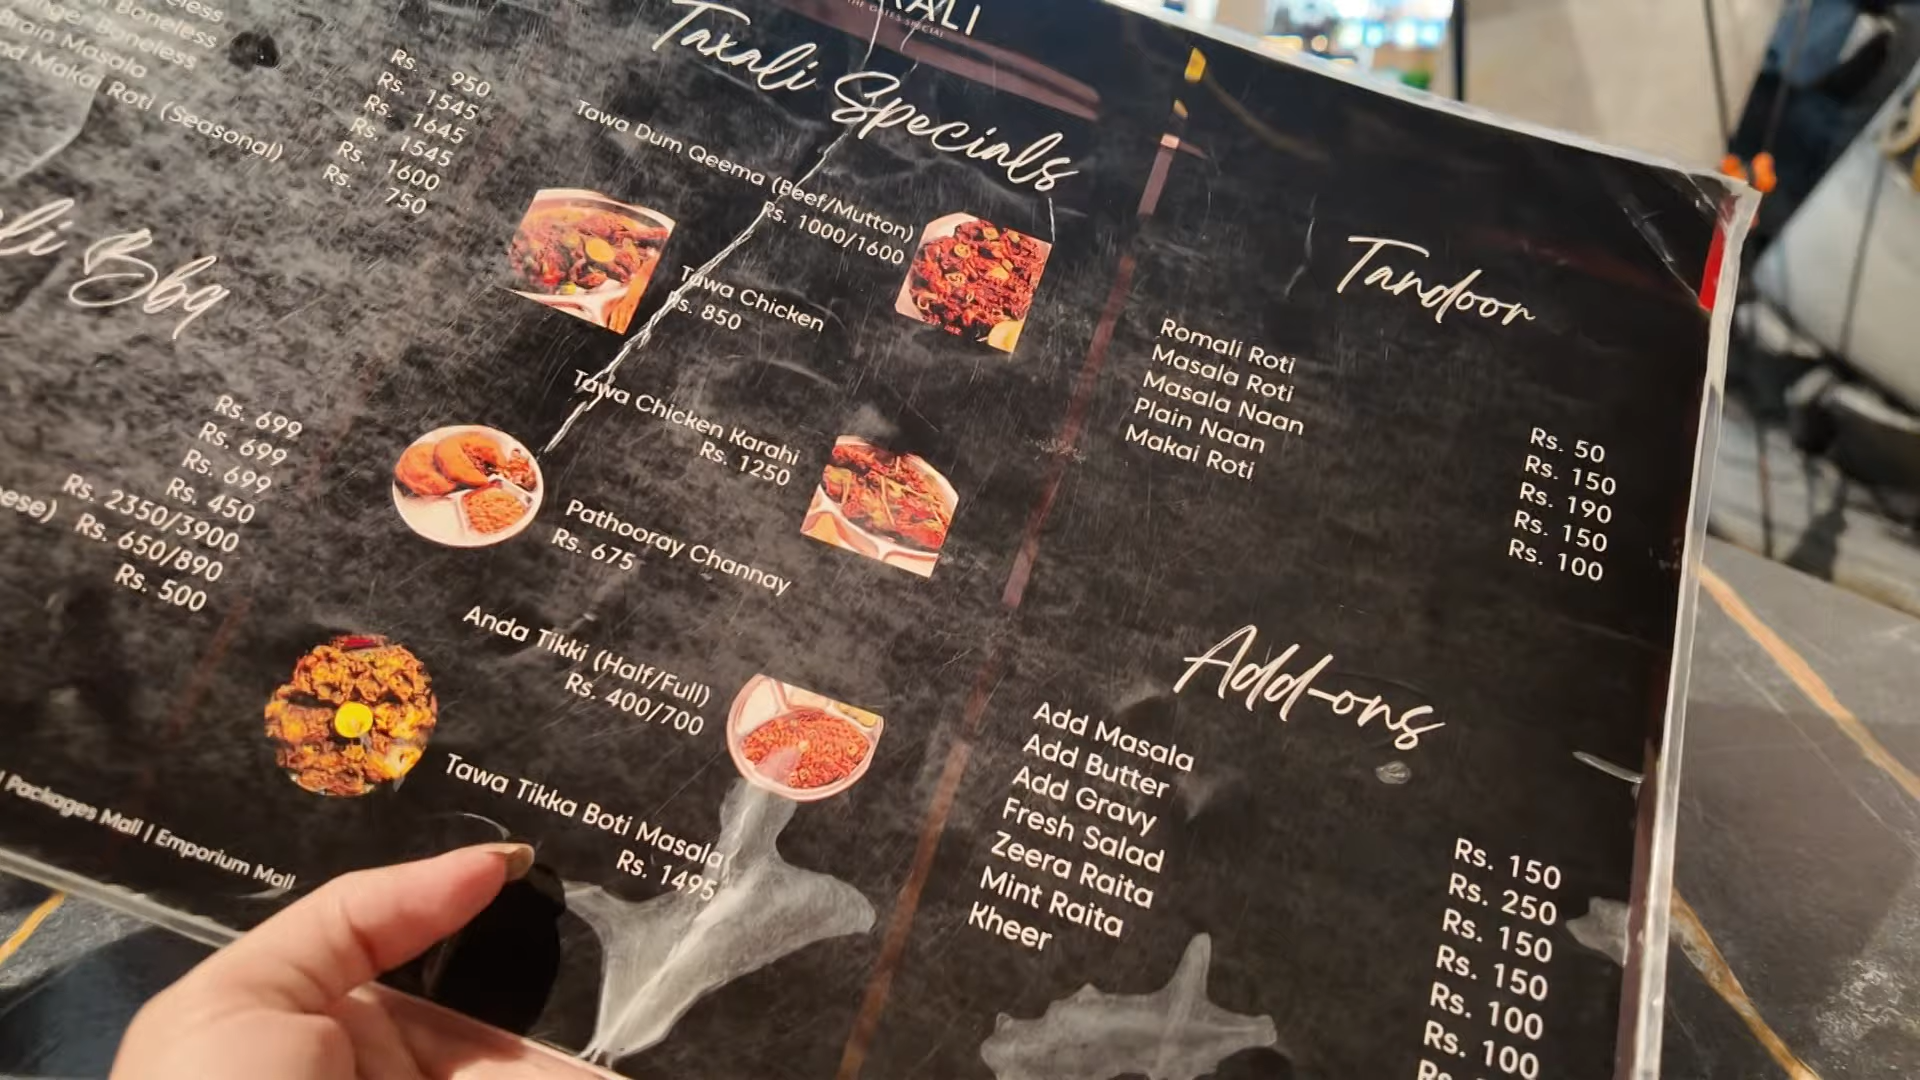 eless
Boneless
Boneless
Brain Masala
Makai Roti (Seasonal)
Rs. 950
Rs. 1545
Rs. 1645
Rs. 1545
Rs. 1600
Rs. 750
li Bbq
Rs. 699
Rs. 699
Rs. 699
Rs. 450
Rs. 2350/3900
ese) Rs. 650/890
Rs. 500
Packages Mall | Emporium Mall
ALI
Taxali Specials
Tawa Dum Qeema (Beef/Mutton)
Rs. 1000/1600
Tawa Chicken
Rs. 850
Tawa Chicken Karahi
Rs. 1250
Pathooray Channay
Rs. 675
Anda Tikki (Half/Full)
Rs. 400/700
Tawa Tikka Boti Masala
Rs. 1495
Tandoor
Romali Roti
Masala Roti
Masala Naan
Plain Naan
Makai Roti
Rs. 50
Rs. 150
Rs. 190
Rs. 150
Rs. 100
Add-ons
Add Masala
Add Butter
Add Gravy
Fresh Salad
Zeera Raita
Mint Raita
Kheer
Rs. 150
Rs. 250
Rs. 150
Rs. 150
Rs. 100
Rs. 100
Rs.